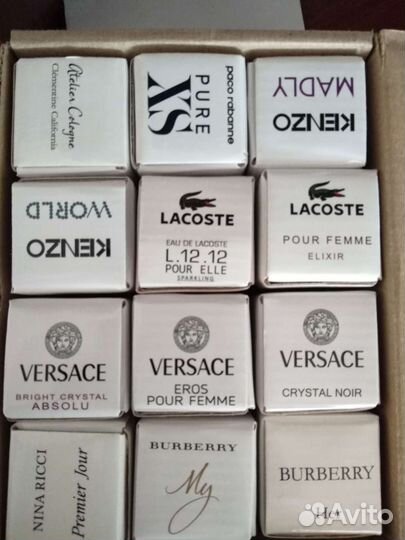 Atelier Cologne
Clémentine California
PURE
XS
paco rabanne
KENZO
MADLY
KENZO
WORLD
LACOSTE
EAU DE LACOSTE
L.12.12
POUR ELLE
SPARKLING
LACOSTE
POUR FEMME
ELIXIR
VERSACE
BRIGHT CRYSTAL
ABSOLU
VERSACE
EROS
POUR FEMME
VERSACE
CRYSTAL NOIR
NINA RICCI
Premier Jour
BURBERRY
My
BURBERRY
Her
Avito